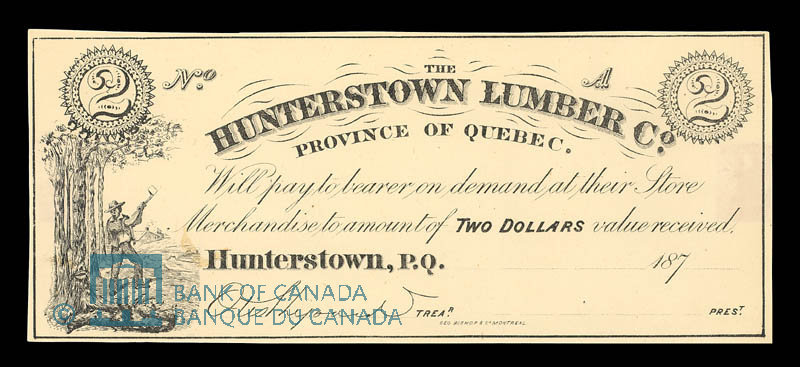 2 No A 2
THE
HUNTERSTOWN LUMBER Co.
PROVINCE OF QUEBEC.
Will pay to bearer, on demand, at their Store
Merchandise to amount of TWO DOLLARS value received.
Hunterstown, P.Q. 187
TREAR. PREST.
GEO. BISHOP & Co. MONTREAL
© BANK OF CANADA
BANQUE DU CANADA